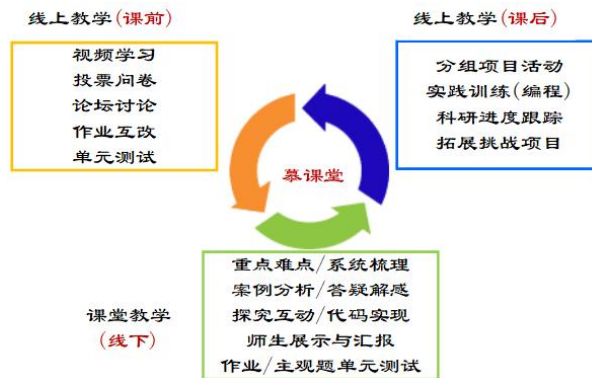 线上教学(课前)
视频学习
投票问卷
论坛讨论
作业互改
单元测试
线上教学(课后)
分组项目活动
实践训练(编程)
科研进度跟踪
拓展挑战项目
慕课堂
课堂教学
(线下)
重点难点/系统梳理
案例分析/答疑解惑
探究互动/代码实现
师生展示与汇报
作业/主观题单元测试